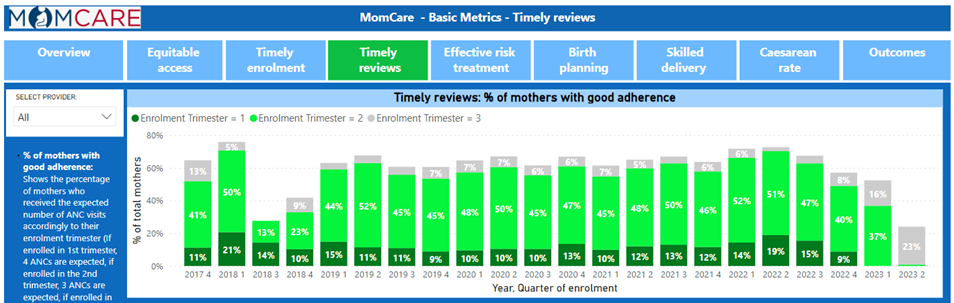 MOMCARE
MomCare - Basic Metrics - Timely reviews
Overview
Equitable
access
Timely
enrolment
Timely
reviews
Effective risk
treatment
Birth
planning
Skilled
delivery
Caesarean
rate
Outcomes
SELECT PROVIDER:
All
• % of mothers with
good adherence:
Shows the percentage
of mothers who
received the expected
number of ANC visits
accordingly to their
enrolment trimester (If
enrolled in 1st trimester,
4 ANCs are expected, if
enrolled in the 2nd
trimester, 3 ANCs are
expected, if enrolled in
Timely reviews: % of mothers with good adherence
Enrolment Trimester = 1 Enrolment Trimester = 2 Enrolment Trimester = 3
% of total mothers
80%
60%
40%
20%
0%
13% 5% 9% 7% 7% 7% 6% 6% 7% 5% 6% 6% 8% 16% 23%
41% 50% 13% 23% 44% 52% 45% 45% 48% 50% 45% 47% 45% 48% 50% 46% 52% 51% 47% 40% 37%
11% 21% 14% 10% 15% 11% 11% 9% 10% 10% 10% 13% 10% 12% 13% 12% 14% 19% 15% 9%
2017 4 2018 1 2018 3 2018 4 2019 1 2019 2 2019 3 2019 4 2020 1 2020 2 2020 3 2020 4 2021 1 2021 2 2021 3 2021 4 2022 1 2022 2 2022 3 2022 4 2023 1 2023 2
Year, Quarter of enrolment